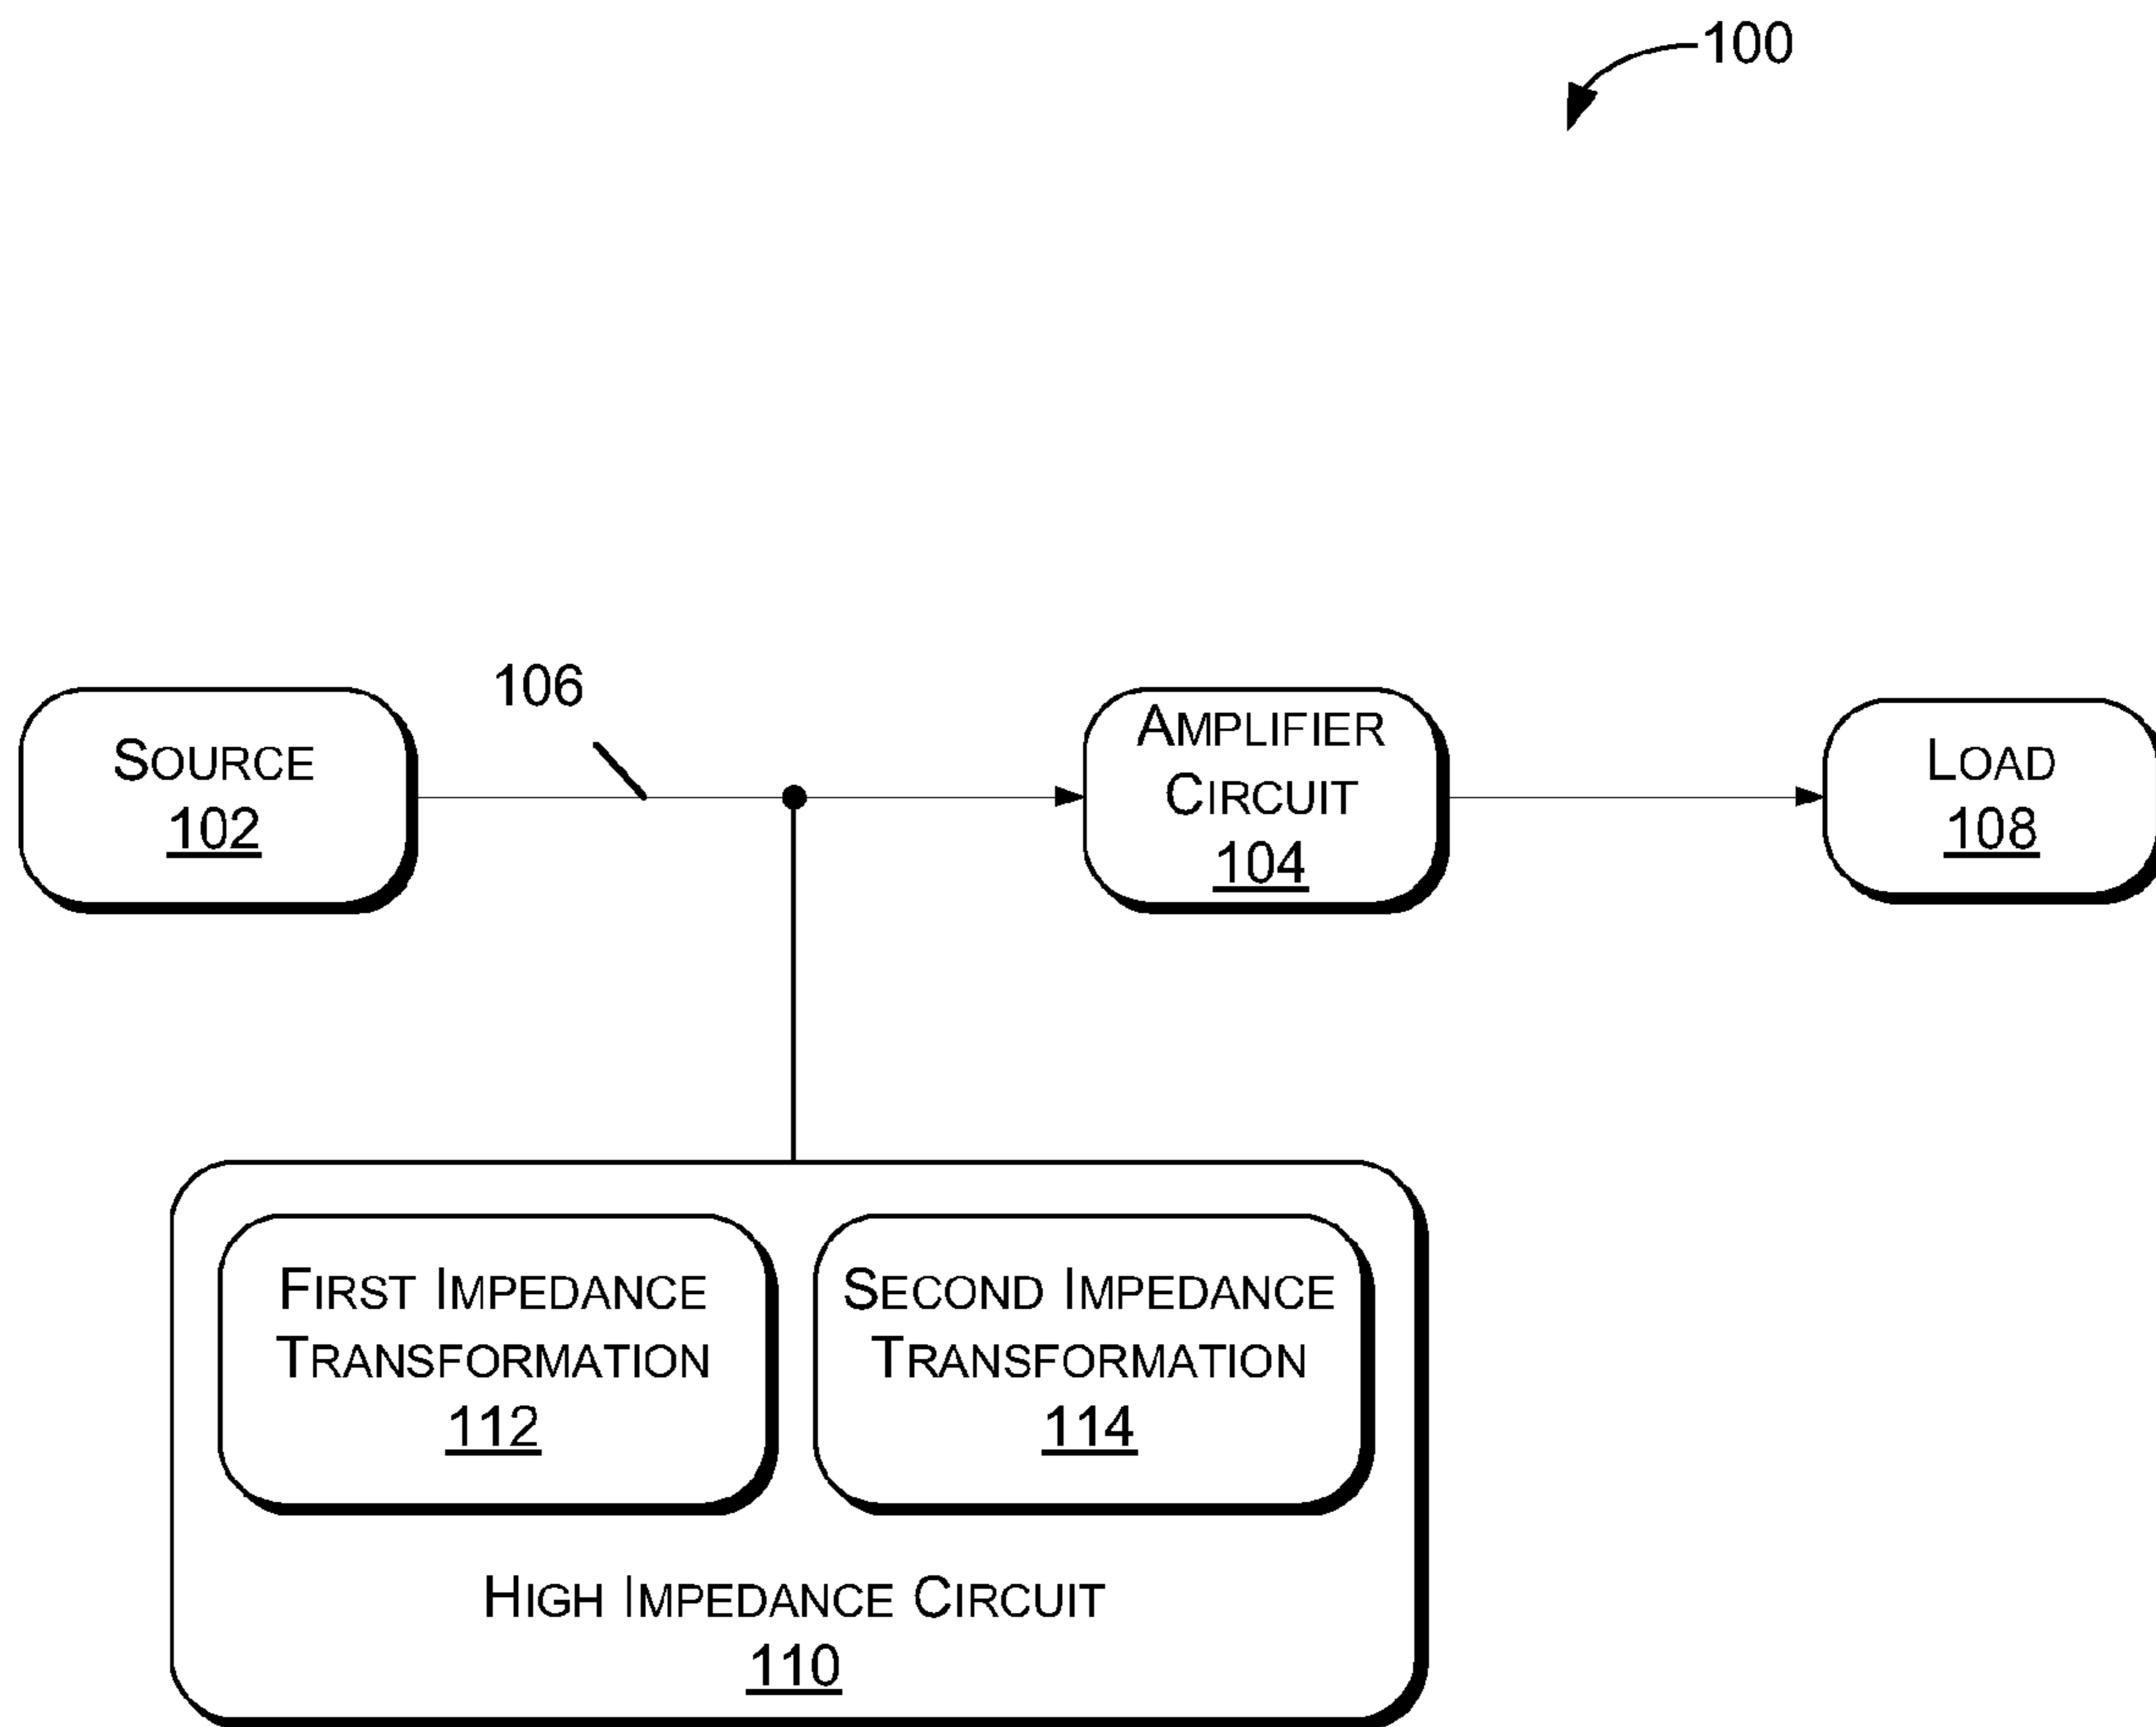 100
106
SOURCE
102
AMPLIFIER
CIRCUIT
104
LOAD
108
FIRST IMPEDANCE
TRANSFORMATION
112
SECOND IMPEDANCE
TRANSFORMATION
114
HIGH IMPEDANCE CIRCUIT
110